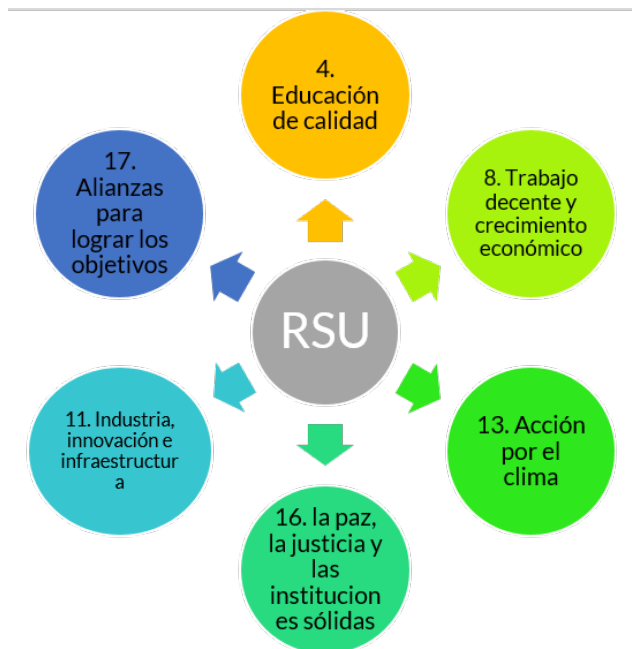 4.
Educación
de calidad
17.
Alianzas
para
lograr los
objetivos
8. Trabajo
decente y
crecimiento
económico
RSU
11. Industria,
innovación e
infraestructur
a
13. Acción
por el
clima
16. la paz,
la justicia y
las
institucion
es sólidas